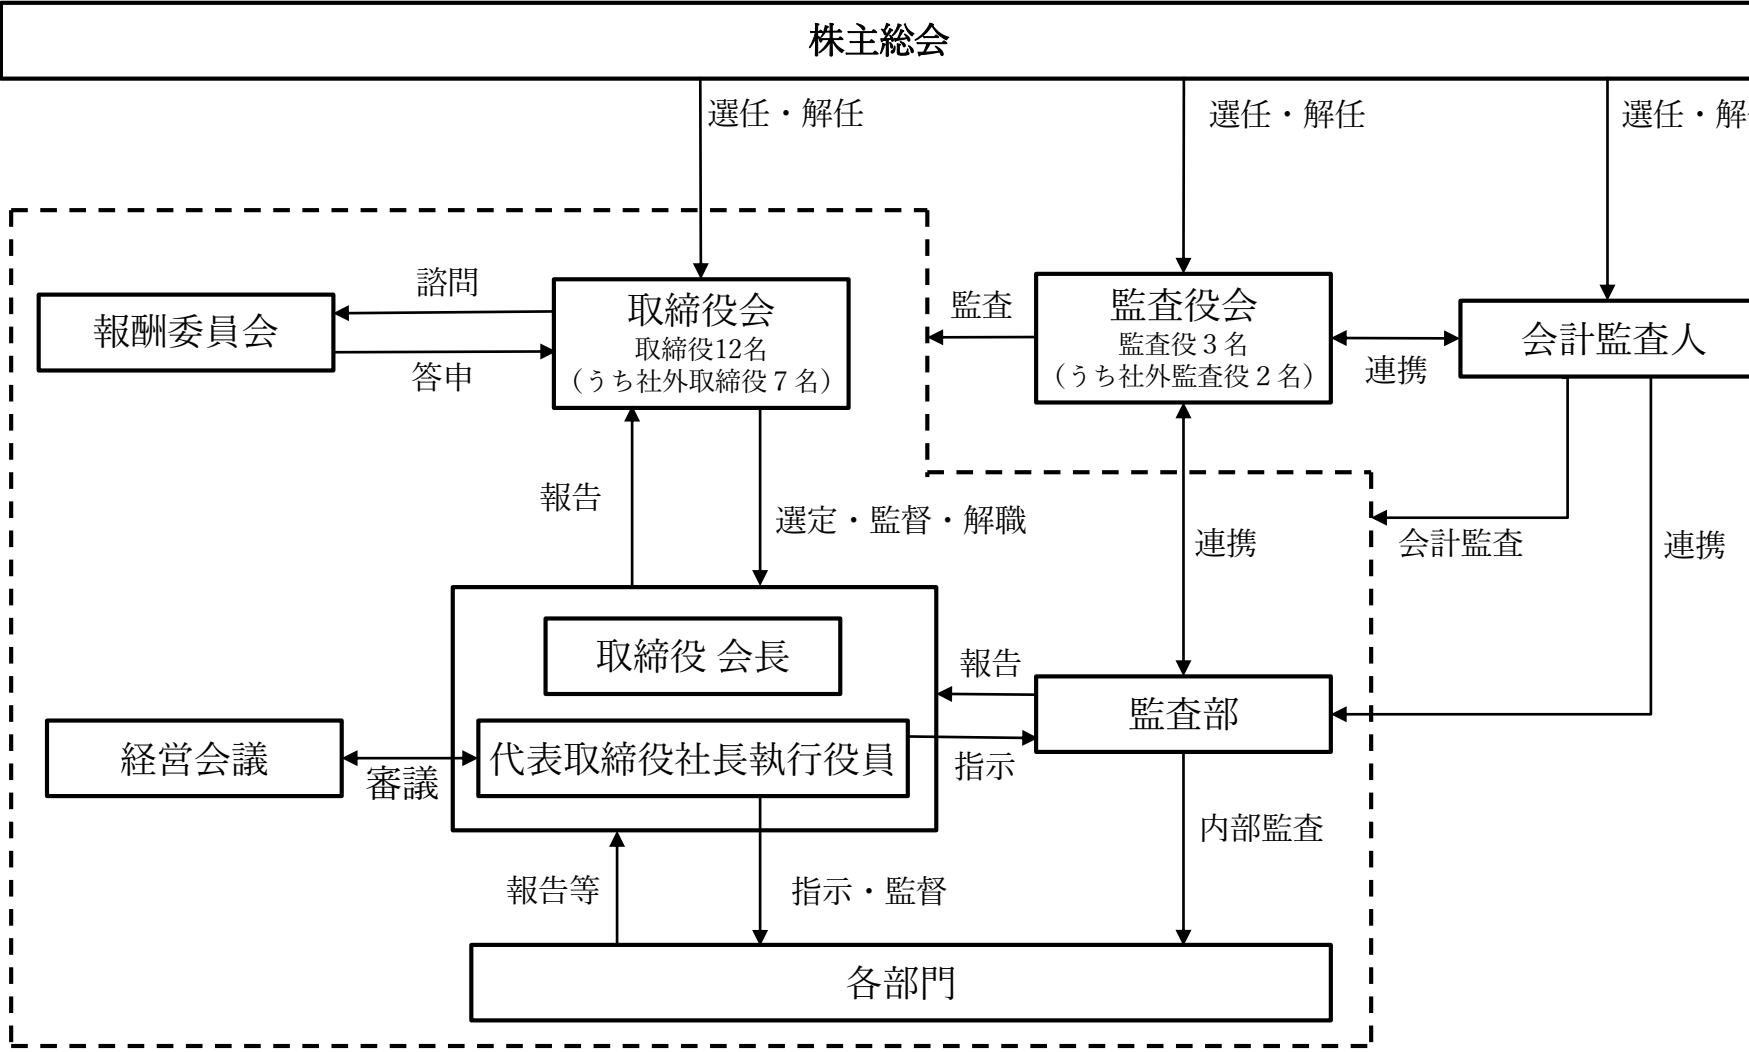 株主総会
選任・解任
選任・解任
選任・解
諮問
報酬委員会
答申
取締役会
取締役12名
（うち社外取締役７名）
監査
監査役会
監査役３名
（うち社外監査役２名）
連携
会計監査人
報告
選定・監督・解職
連携
会計監査
連携
取締役 会長
報告
監査部
経営会議
審議
代表取締役社長執行役員
指示
内部監査
報告等
指示・監督
各部門